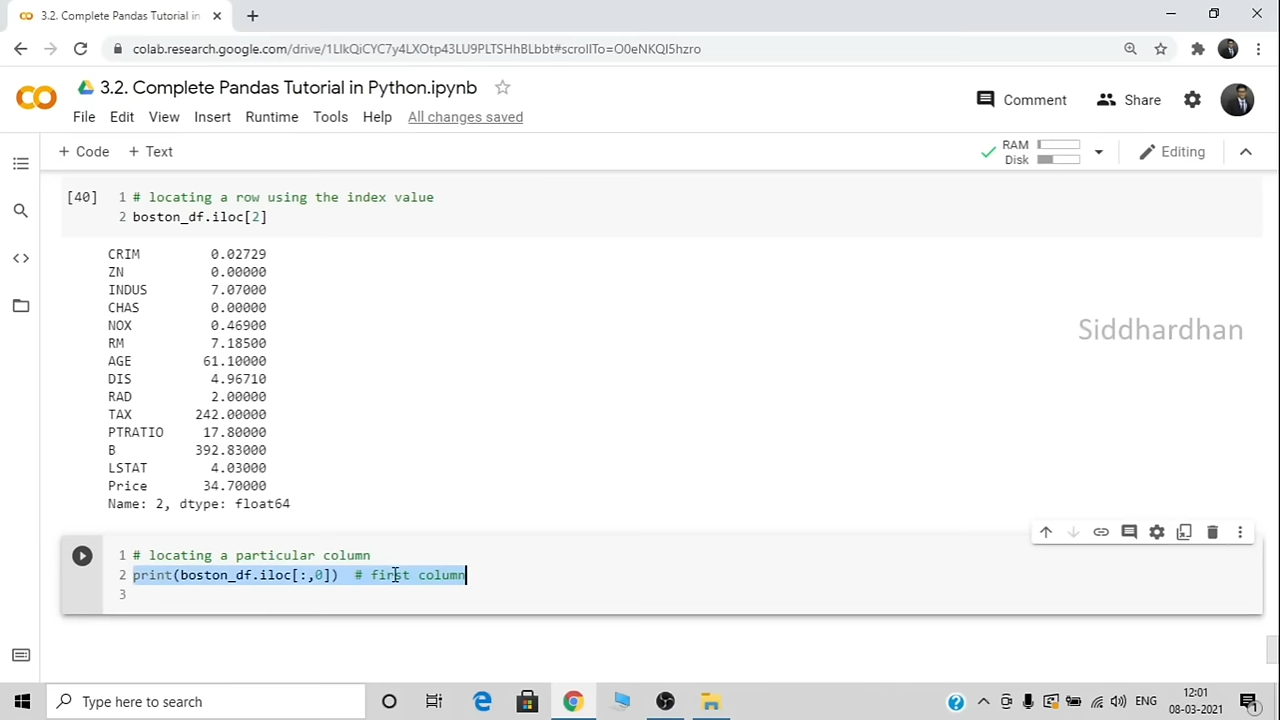 3.2. Complete Pandas Tutorial in
colab.research.google.com/drive/1LIkQiCYC7y4LXOtp43LU9PLTSHhBLbbt#scrollTo=O0eNKQI5hzro
CO
3.2. Complete Pandas Tutorial in Python.ipynb
Comment
Share
File Edit View Insert Runtime Tools Help All changes saved
+ Code + Text
RAM
Disk
Editing
[40] 1 # locating a row using the index value
2 boston_df.iloc[2]
CRIM 0.02729
ZN 0.00000
INDUS 7.07000
CHAS 0.00000
NOX 0.46900
RM 7.18500
AGE 61.10000
DIS 4.96710
RAD 2.00000
TAX 242.00000
PTRATIO 17.80000
B 392.83000
LSTAT 4.03000
Price 34.70000
Name: 2, dtype: float64
Siddhardhan
1 # locating a particular column
2 print(boston_df.iloc[:,0]) # first column
3
Type here to search
ENG
12:01
08-03-2021
1